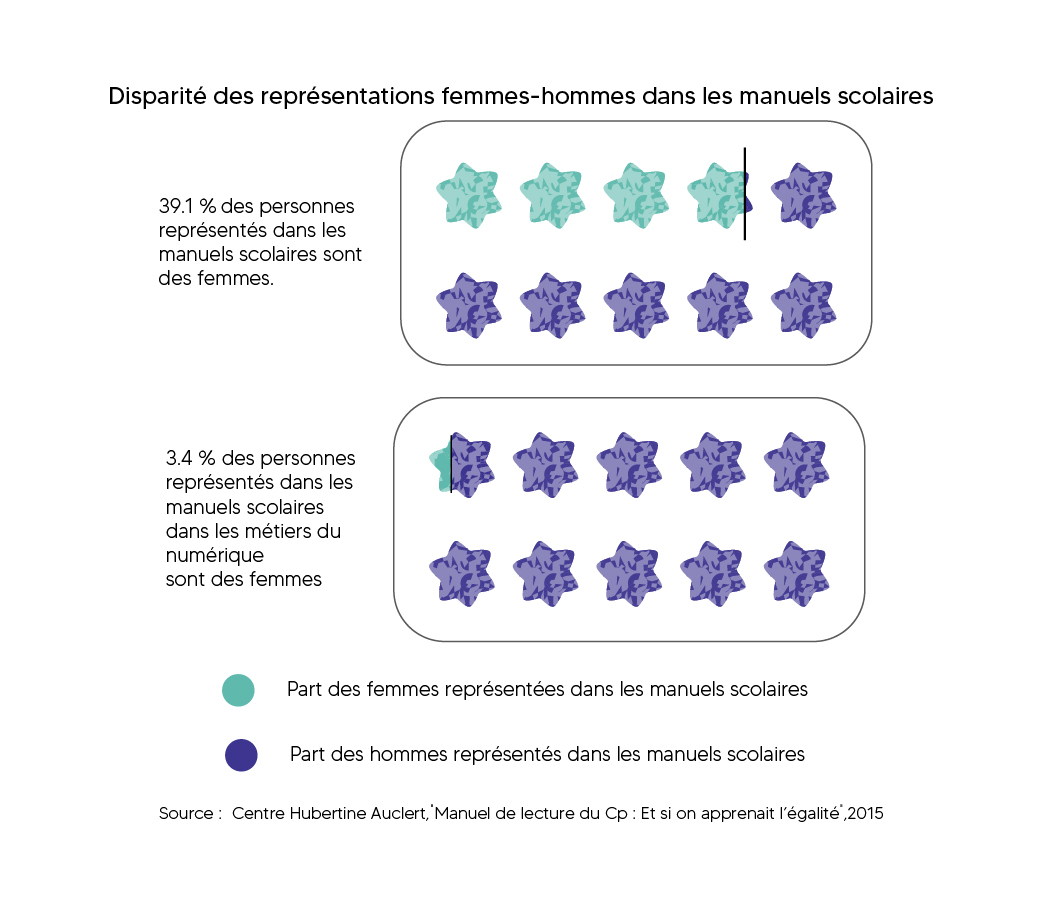 Disparité des représentations femmes-hommes dans les manuels scolaires
39.1 % des personnes
représentés dans les
manuels scolaires sont
des femmes.
3.4 % des personnes
représentés dans les
manuels scolaires
dans les métiers du
numérique
sont des femmes
Part des femmes représentées dans les manuels scolaires
Part des hommes représentés dans les manuels scolaires
Source : Centre Hubertine Auclert,"Manuel de lecture du Cp : Et si on apprenait l'égalité",2015